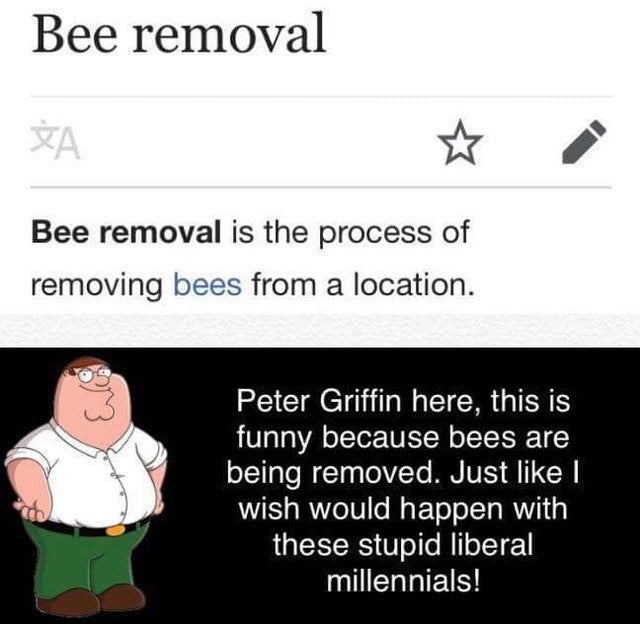 Bee removal
文A
Bee removal is the process of
removing bees from a location.
Peter Griffin here, this is
funny because bees are
being removed. Just like I
wish would happen with
these stupid liberal
millennials!